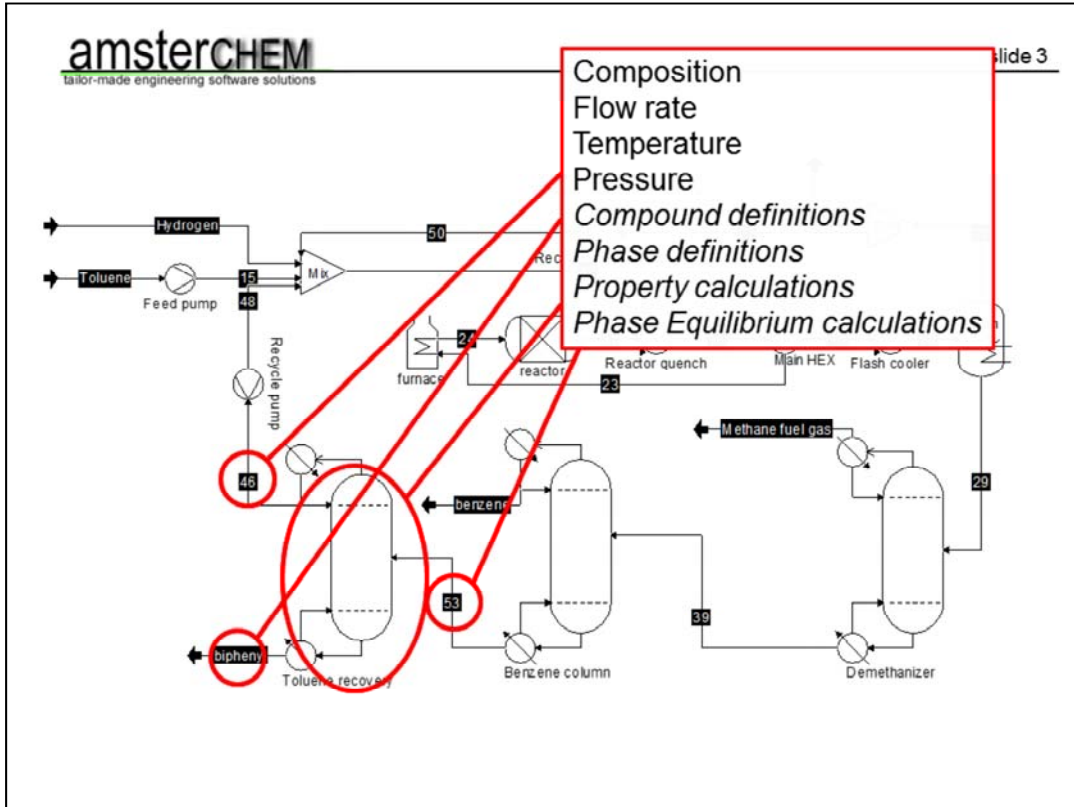 amsterCHEM
tailor-made engineering software solutions
slide 3
Composition
Flow rate
Temperature
Pressure
Compound definitions
Phase definitions
Property calculations
Phase Equilibrium calculations
Hydrogen
50
Toluene
15
Mix
48
Feed pump
Recycle pump
24
furnace
reactor
Reactor quench
Main HEX
Flash cooler
23
Methane fuel gas
46
29
benzene
53
39
bipheny
Toluene recovery
Benzene column
Demethanizer